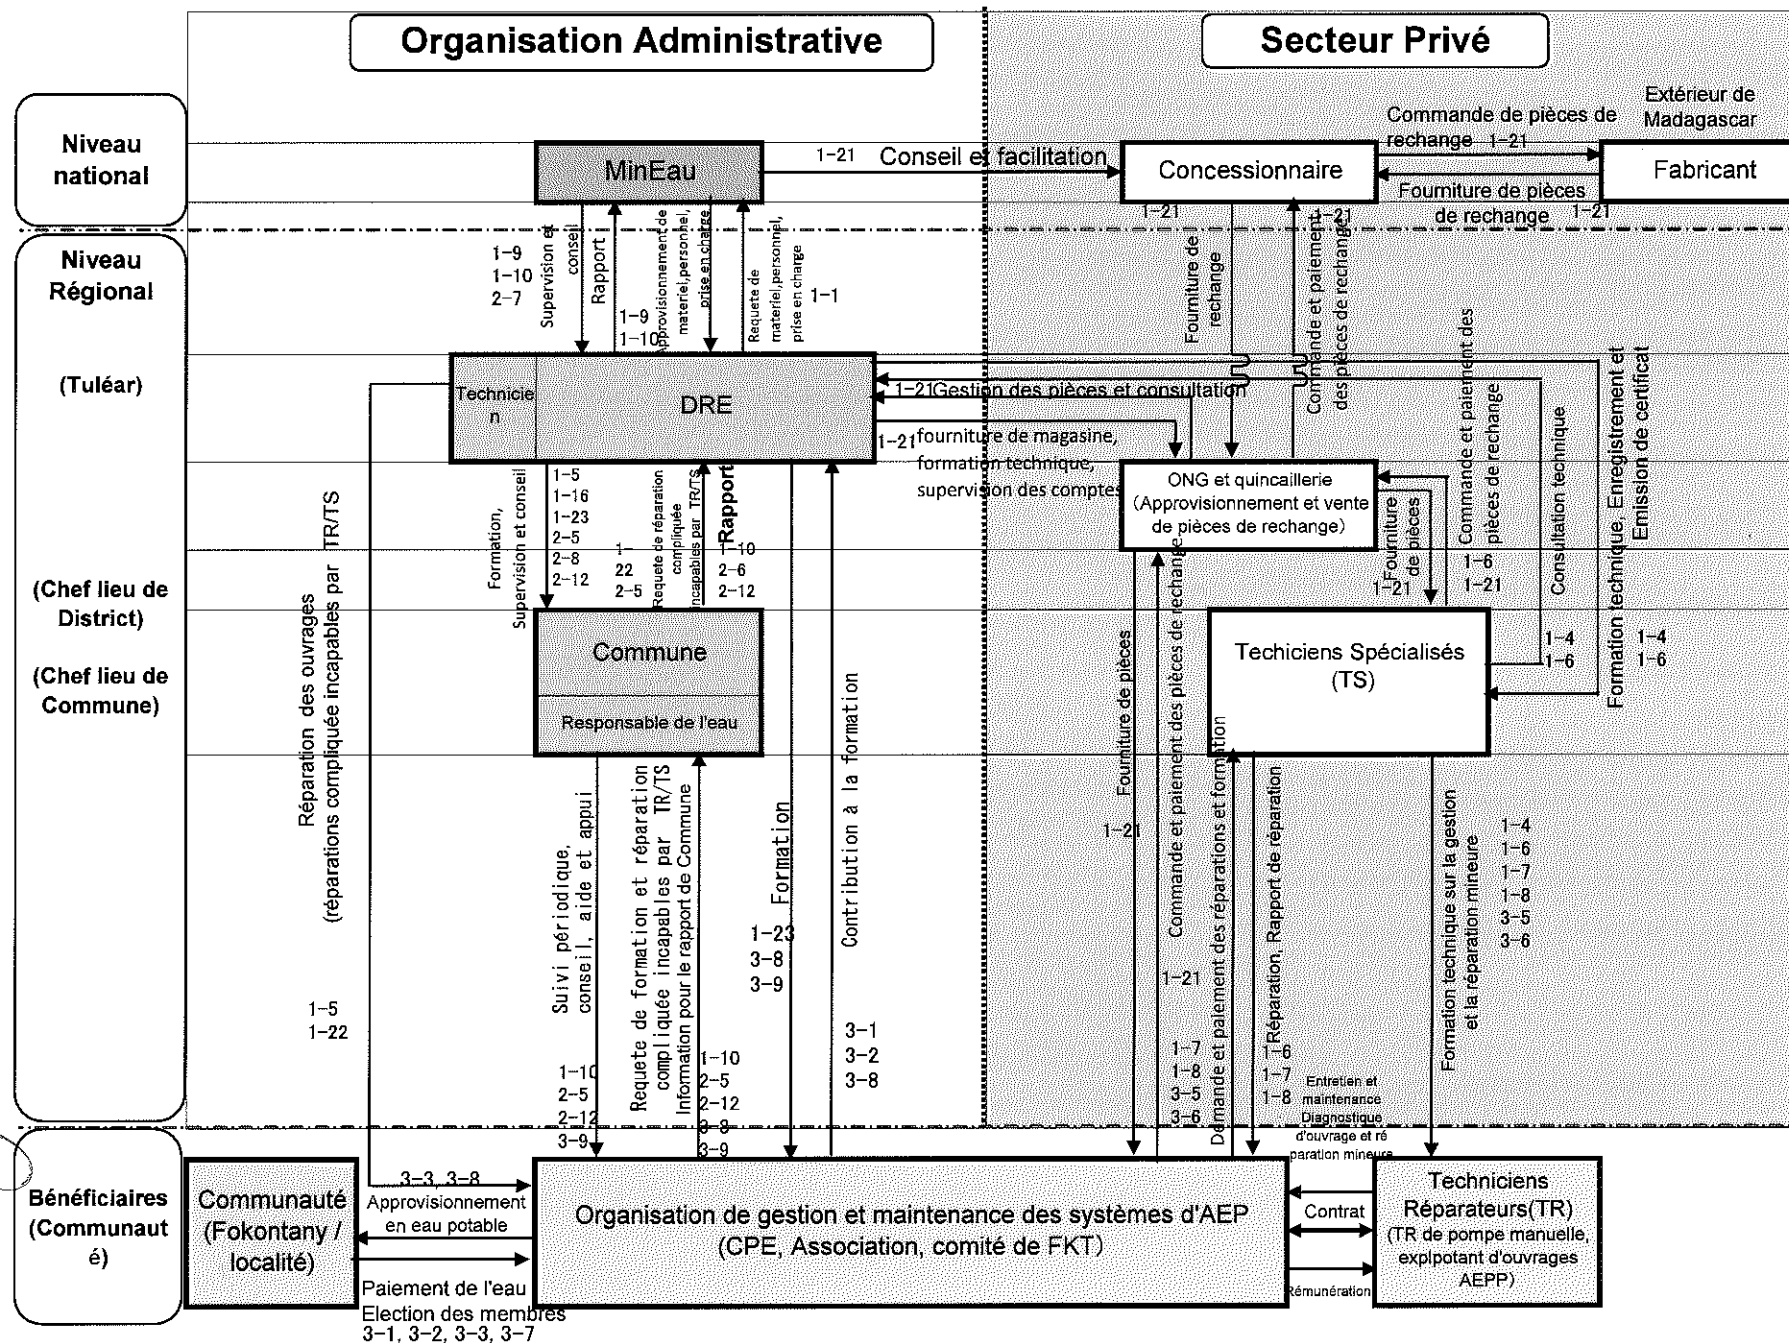 Organisation Administrative
Secteur Privé
Niveau
national
MinEau
1-21
Conseil et facilitation
Concessionnaire
Commande de pièces de
rechange 1-21
Extérieur de
Madagascar
Fabricant
Fourniture de pièces
de rechange
1-21
1-21
1-21
Niveau
Régional
(Tuléar)
(Chef lieu de
District)
(Chef lieu de
Commune)
1-9
1-10
2-7
Supervision et
conseil
Rapport
1-9
1-10
Approvisionnement de
materiel,personnel,
prise en charge
Requete de
materiel,personnel,
prise en charge
1-1
Fourniture de
rechange
Commande et paiement
des pièces de rechange
Technicie
n
DRE
1-21Gestion des pièces et consultation
1-21
fourniture de magasine,
formation technique,
supervision des comptes
ONG et quincaillerie
(Approvisionnement et vente
de pièces de rechange)
Commande et paiement des
pièces de rechange
1-6
1-21
Consultation technique
1-4
1-6
Formation technique, Enregistrement et
Emission de cerficat
1-4
1-6
Fourniture
de pièces
1-21
Formation,
Supervision et conseil
1-5
1-16
1-23
2-5
2-8
2-12
1-
22
2-5
Requete de réparation
compliquée
incapables par TR/TS
Rapport
1-10
2-6
2-12
Commune
Responsable de l'eau
Techiciens Spécialisés
(TS)
Réparation des ouvrages
(réparations compliquée incapables par TR/TS
1-5
1-22
Suivi périodique,
conseil, aide et appui
1-10
2-5
2-12
3-9
Requete de formation et réparation
compliquée incapables par TR/TS
Information pour le rapport de Commune
1-10
2-5
2-12
3-8
3-9
Formation
1-23
3-8
3-9
Contribution à la formation
3-1
3-2
3-8
Fourniture de pièces
1-21
Commande et paiement des pièces de rechange
1-21
Demande et paiement des réparations et formation
1-7
1-8
3-5
3-6
Réparation, Rapport de réparation
1-6
1-7
1-8
Formation technique sur la gestion
et la réparation mineure
1-4
1-6
1-7
1-8
3-5
3-6
Entretien et
maintenance
Diagnostique
d'ouvrage et ré
paration mineure
Bénéficiaires
(Communaut
é)
Communauté
(Fokontany /
localité)
3-3, 3-8
Approvisionnement
en eau potable
Paiement de l'eau
Election des membres
3-1, 3-2, 3-3, 3-7
Organisation de gestion et maintenance des systèmes d'AEP
(CPE, Association, comité de FKT)
Contrat
Rémunération
Techniciens
Réparateurs(TR)
(TR de pompe manuelle,
explpotant d'ouvrages
AEPP)